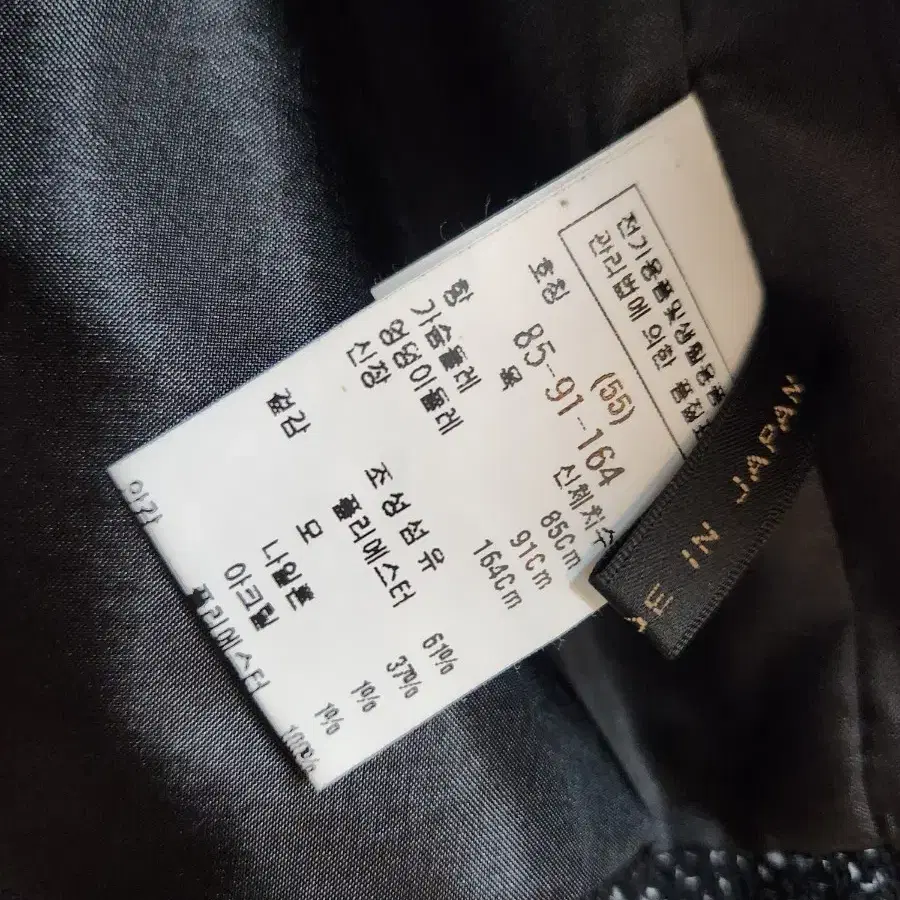 전기용품및생활용품
관리법에 의한 품질표
(55)
호칭 85-91-164
항 목 신체치수
가슴둘레 85cm
엉덩이둘레 91cm
신장 164cm
조성섬유
겉감 폴리에스터 61%
모 37%
나일론 1%
아크릴 1%
안감 폴리에스터 100%
DE IN JAPAN